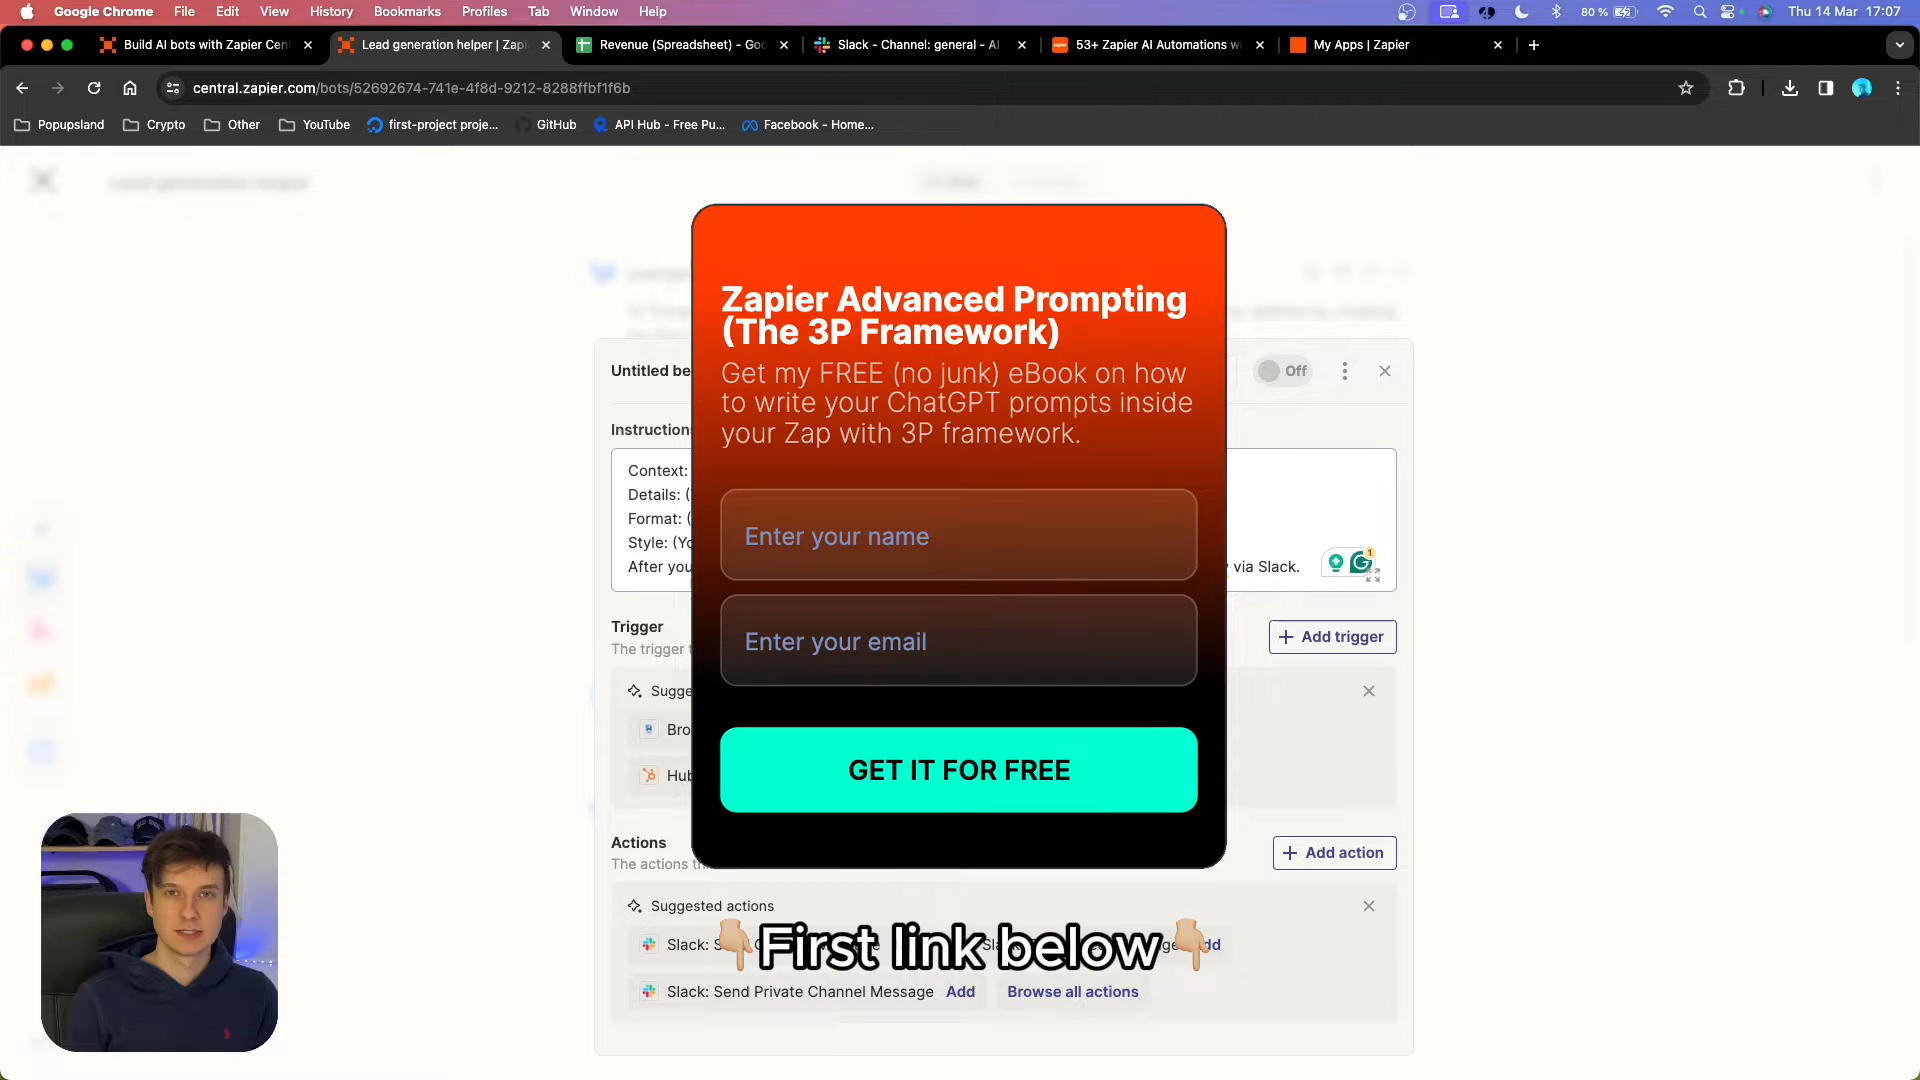 Google Chrome File Edit View History Bookmarks Profiles Tab Window Help 80 % Thu 14 Mar 17:07
Build AI bots with Zapier Cen Lead generation helper | Zapi Revenue (Spreadsheet) - Goo Slack - Channel: general - AI 53+ Zapier AI Automations wi My Apps | Zapier
central.zapier.com/bots/52692674-741e-4f8d-9212-8288ffbf1f6b
Popupsland Crypto Other YouTube first-project proje... GitHub API Hub - Free Pu... Facebook - Home...
Lead generation helper
Zapier Advanced Prompting
(The 3P Framework)
Get my FREE (no junk) eBook on how
to write your ChatGPT prompts inside
your Zap with 3P framework.
Enter your name
Enter your email
GET IT FOR FREE
Untitled be Off
Instructions
Context:
Details: (
Format: (
Style: (Yo
After you via Slack.
1
Trigger
The trigger t
Add trigger
Sugge
Bro
Hub
Actions
The actions th
Add action
Suggested actions
Slack: S
First link below
Slack: Send Private Channel Message Add Browse all actions